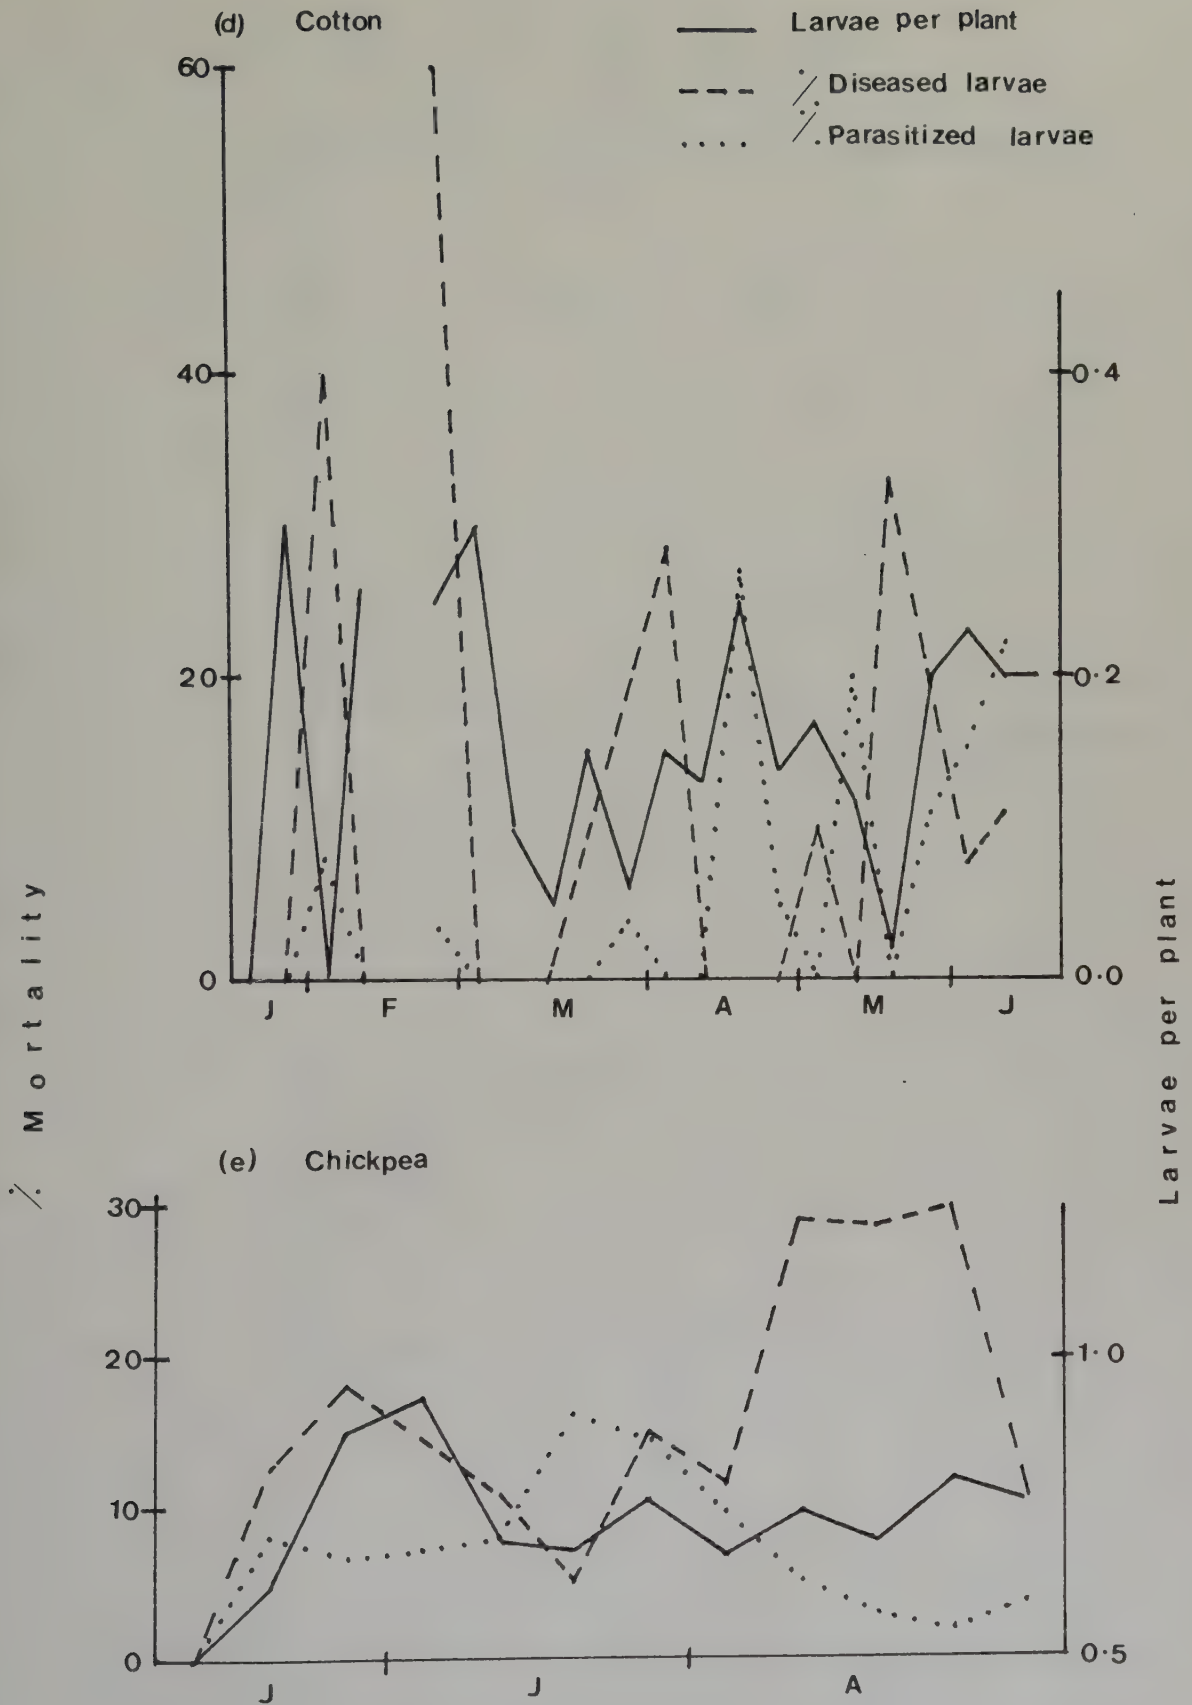 (d) Cotton
Larvae per plant
% Diseased larvae
% Parasitized larvae
60
40
20
0
0·4
0·2
0·0
J F M A M J
% Mortality
Larvae per plant
(e) Chickpea
30
20
10
0
1·0
0·5
J J A